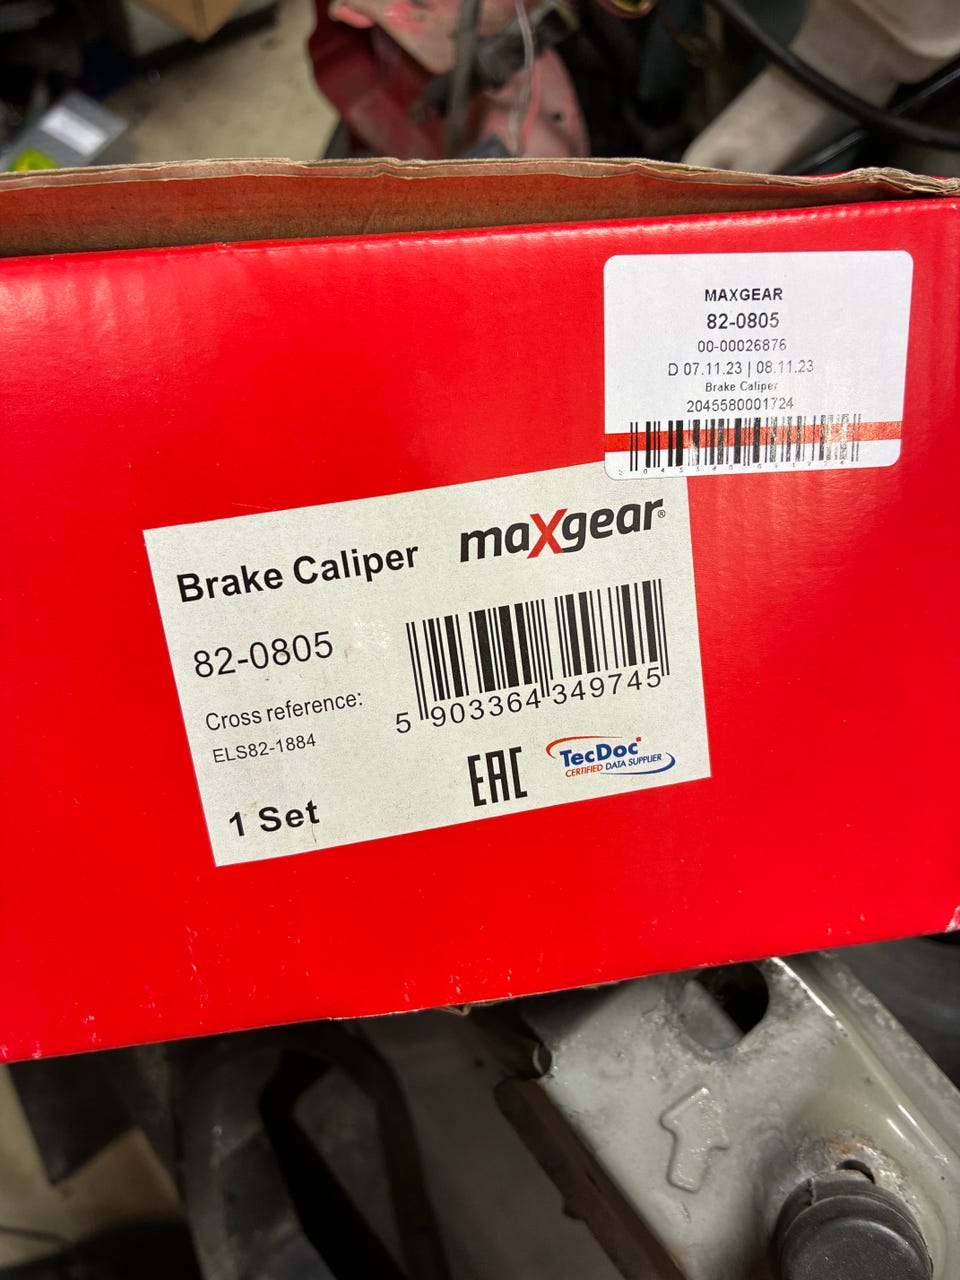 MAXGEAR
82-0805
00-00026876
D 07.11.23 | 08.11.23
Brake Caliper
2045580001724
Brake Caliper
maxgear®
82-0805
5 903364 349745
Cross reference:
ELS82-1884
EAC
TecDoc
CERTIFIED DATA SUPPLIER
1 Set